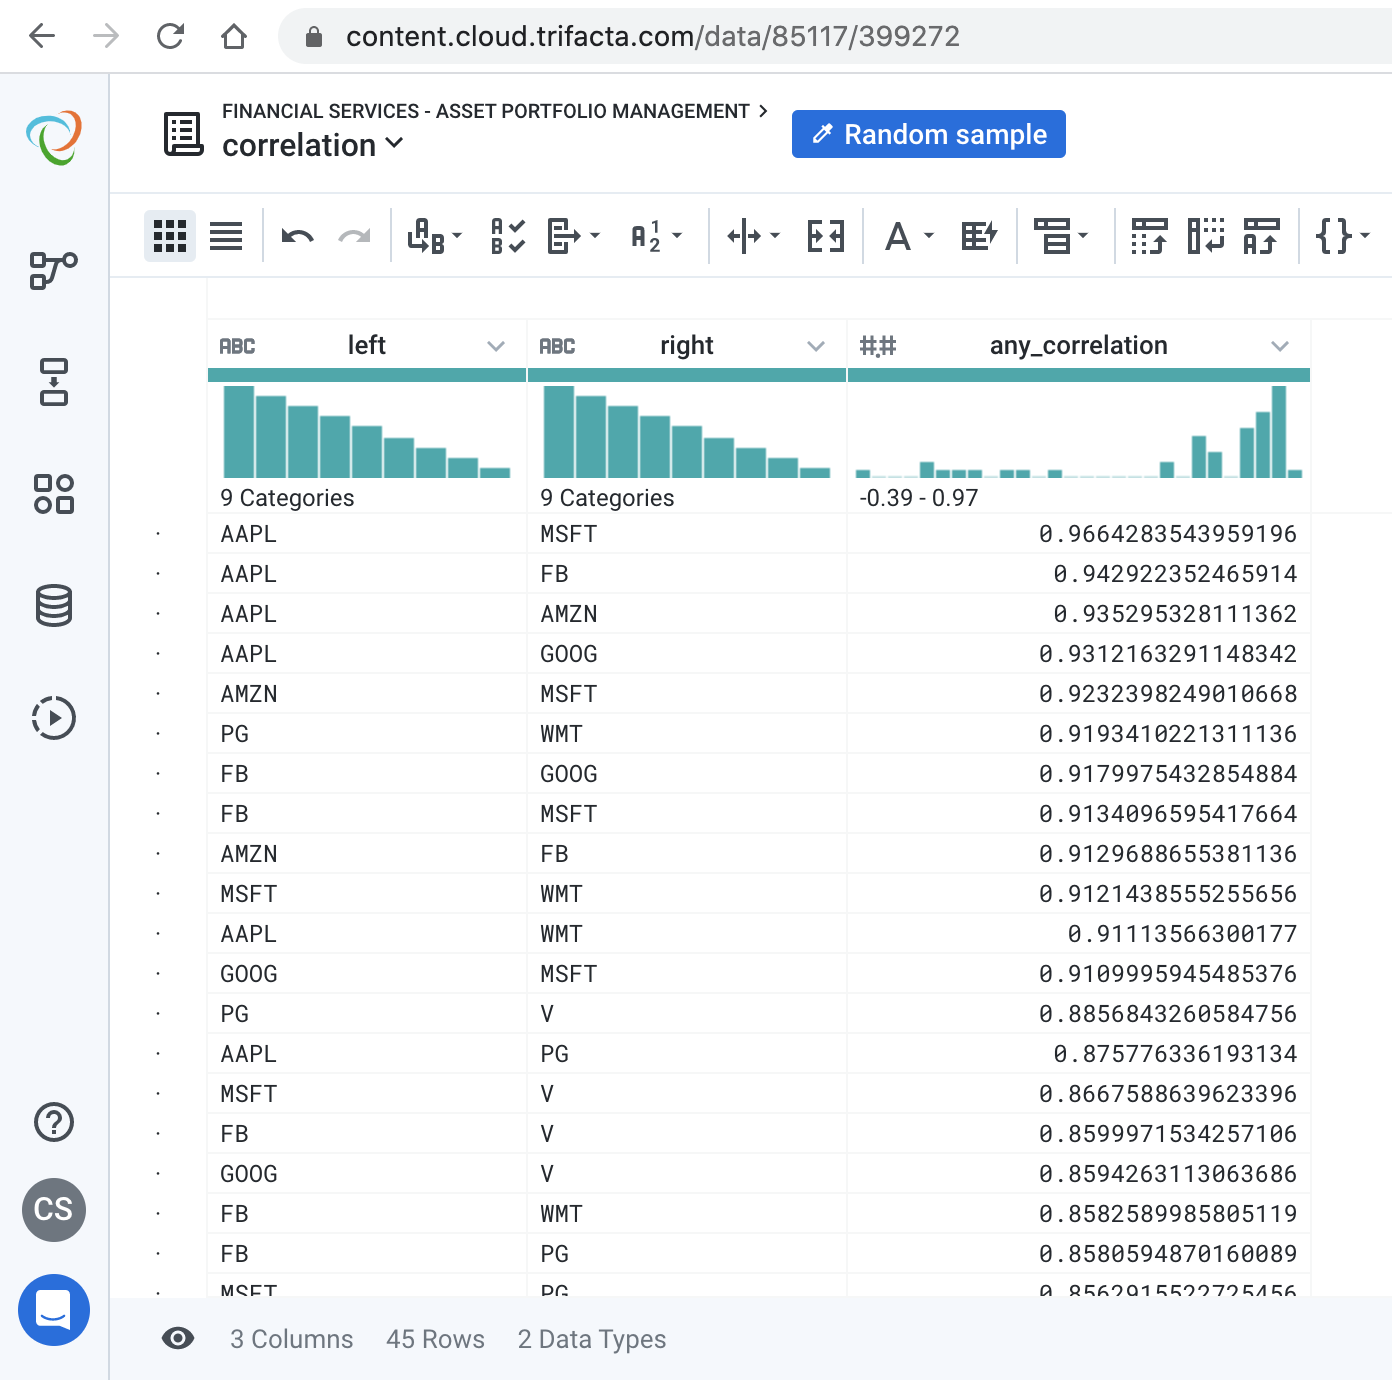 content.cloud.trifacta.com/data/85117/399272
FINANCIAL SERVICES - ASSET PORTFOLIO MANAGEMENT >
correlation
Random sample
ABC left ABC right #.# any_correlation
9 Categories 9 Categories -0.39 - 0.97
AAPL MSFT 0.9664283543959196
AAPL FB 0.942922352465914
AAPL AMZN 0.935295328111362
AAPL GOOG 0.9312163291148342
AMZN MSFT 0.9232398249010668
PG WMT 0.9193410221311136
FB GOOG 0.9179975432854884
FB MSFT 0.9134096595417664
AMZN FB 0.9129688655381136
MSFT WMT 0.9121438555255656
AAPL WMT 0.91113566300177
GOOG MSFT 0.9109995945485376
PG V 0.8856843260584756
AAPL PG 0.875776336193134
MSFT V 0.8667588639623396
FB V 0.8599971534257106
GOOG V 0.8594263113063686
FB WMT 0.8582589985805119
FB PG 0.8580594870160089
MSFT PG 0.8562915522725456
CS
3 Columns 45 Rows 2 Data Types